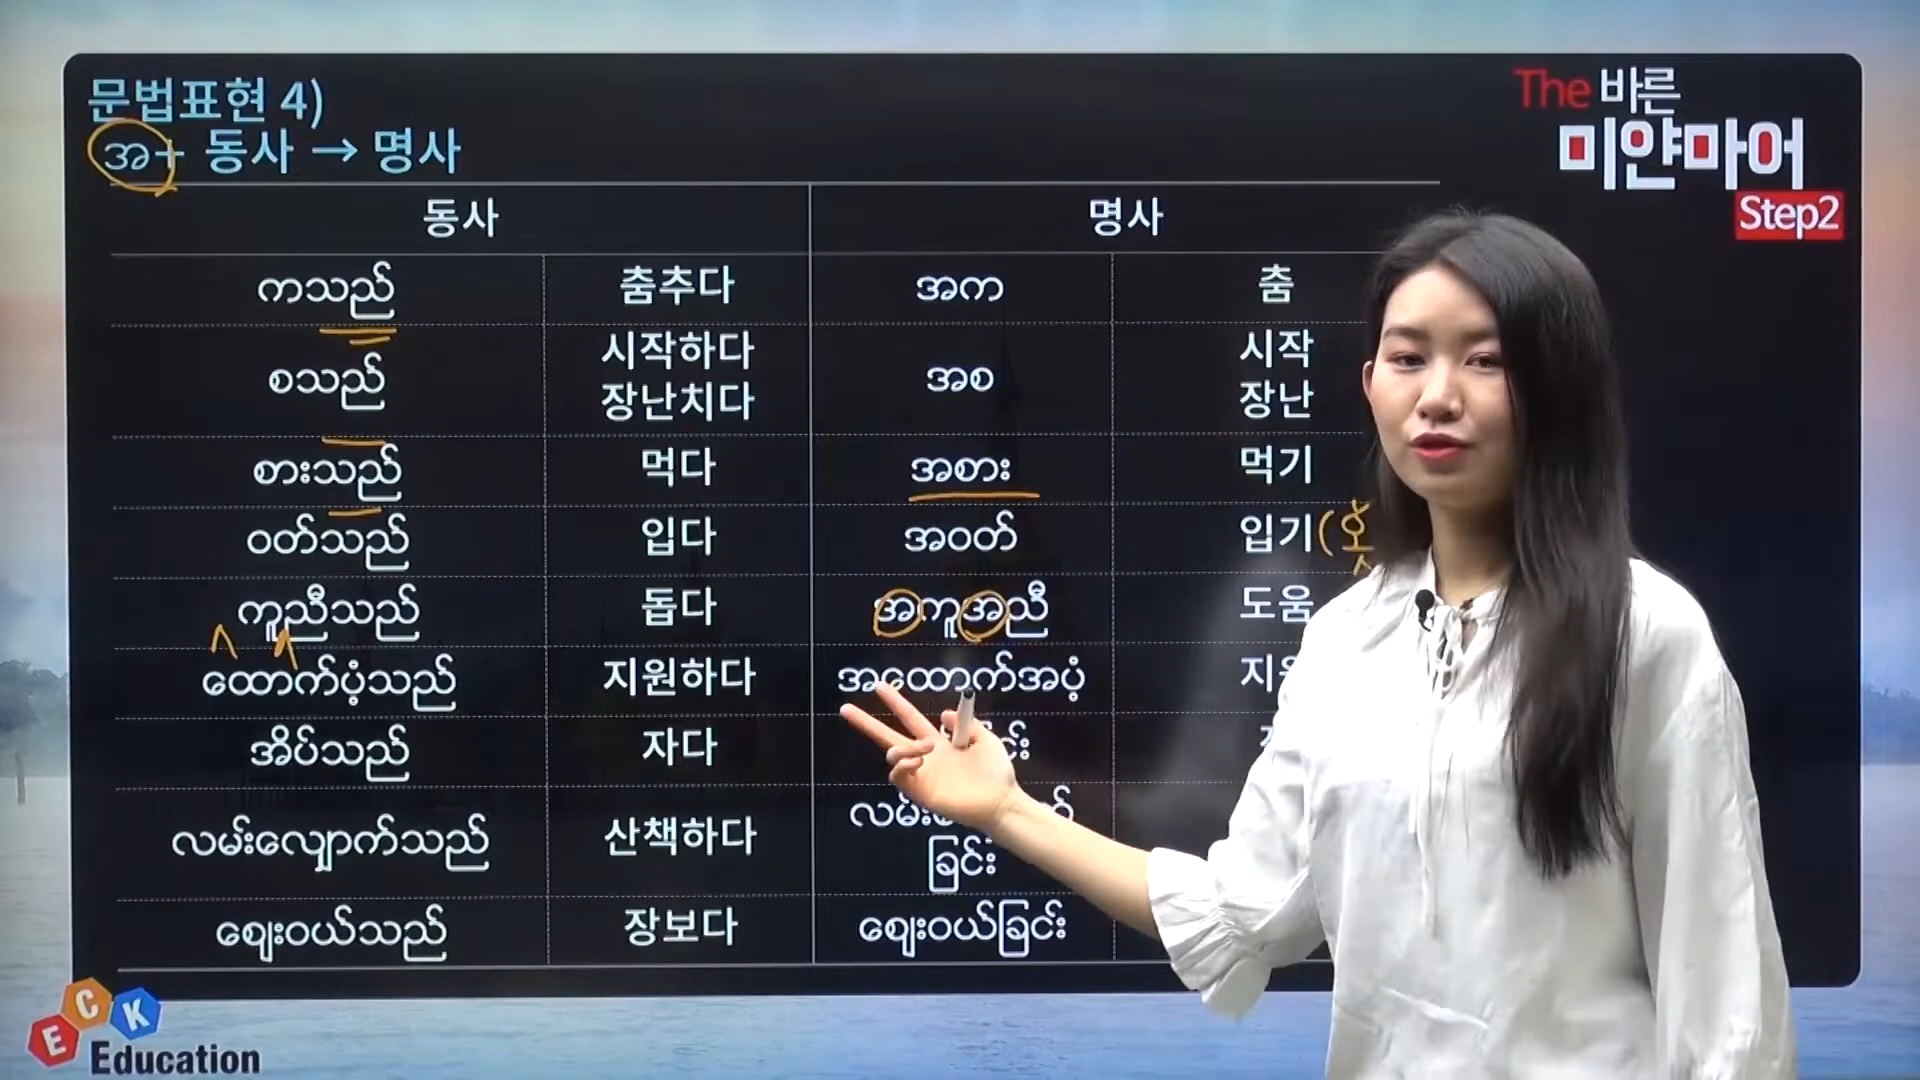 문법표현 4)
အ+ 동사 → 명사
The 바른
미얀마어
Step2
동사 명사
ကသည် 춤추다 အက 춤
စသည် 시작하다 အစ 시작
장난치다 장난
စားသည် 먹다 အစား 먹기
ဝတ်သည် 입다 အဝတ် 입기 (옷
ကူညီသည် 돕다 အကူအညီ 도움
ထောက်ပံ့သည် 지원하다 အထောက်အပံ့
အိပ်သည် 자다
လမ်းလျှောက်သည် 산책하다
ခြင်း
ဈေးဝယ်သည် 장보다 ဈေးဝယ်ခြင်း
ECK
Education